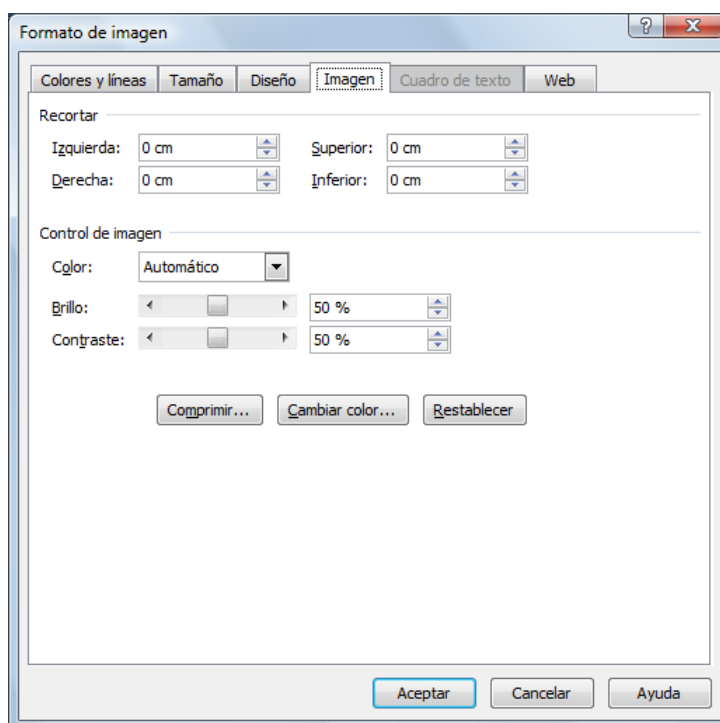 Formato de imagen
Colores y líneas Tamaño Diseño Imagen Cuadro de texto Web
Recortar
Izquierda: 0 cm Superior: 0 cm
Derecha: 0 cm Inferior: 0 cm
Control de imagen
Color: Automático
Brillo: 50 %
Contraste: 50 %
Comprimir... Cambiar color... Restablecer
Aceptar Cancelar Ayuda